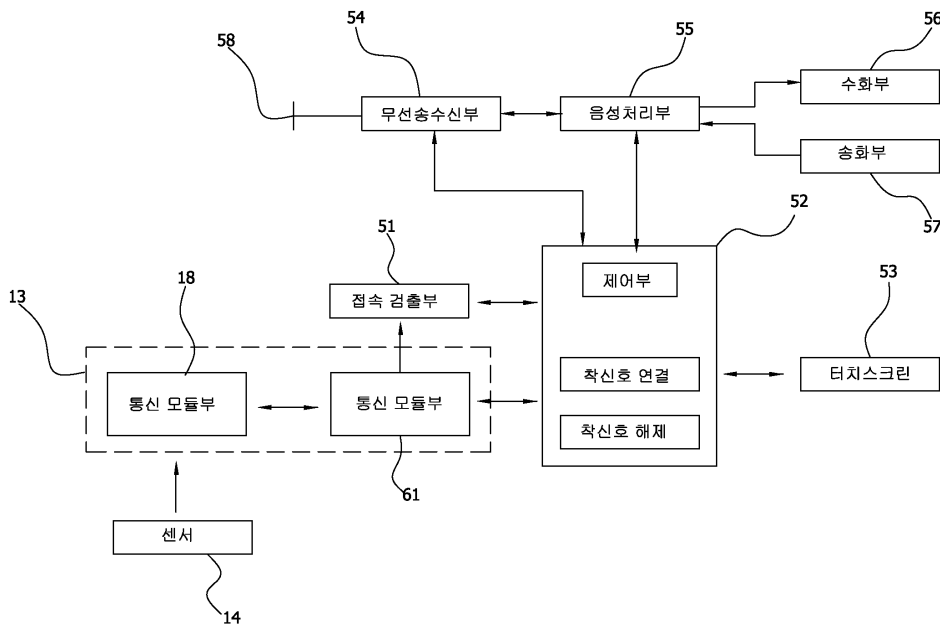 54
55
56
58
무선송수신부
음성처리부
수화부
송화부
57
51
52
13
18
접속 검출부
제어부
53
통신 모듈부
통신 모듈부
착신호 연결
착신호 해제
터치스크린
61
센서
14